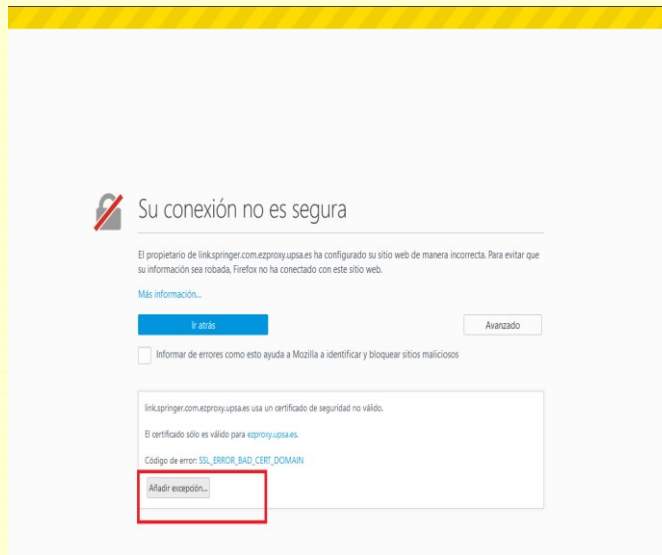 Su conexión no es segura
El propietario de link.springer.com.ezproxy.upsa.es ha configurado su sitio web de manera incorrecta. Para evitar que
su información sea robada, Firefox no ha conectado con este sitio web.
Más información...
Ir atrás
Avanzado
Informar de errores como esto ayuda a Mozilla a identificar y bloquear sitios maliciosos
link.springer.com.ezproxy.upsa.es usa un certificado de seguridad no válido.
El certificado sólo es válido para ezproxy.upsa.es.
Código de error: SSL_ERROR_BAD_CERT_DOMAIN
Añadir excepción...